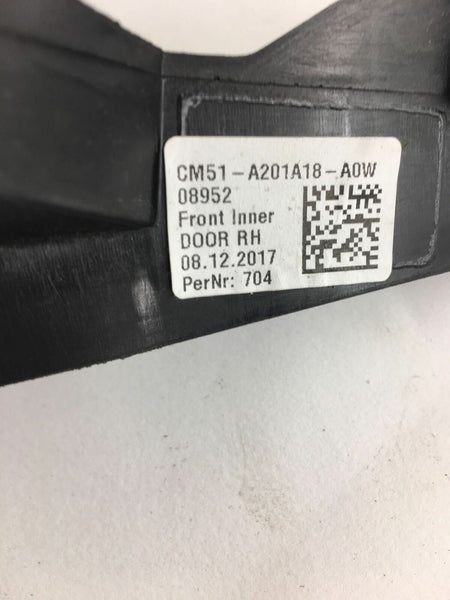 CM51-A201A18-A0W
08952
Front Inner
DOOR RH
08.12.2017
PerNr: 704